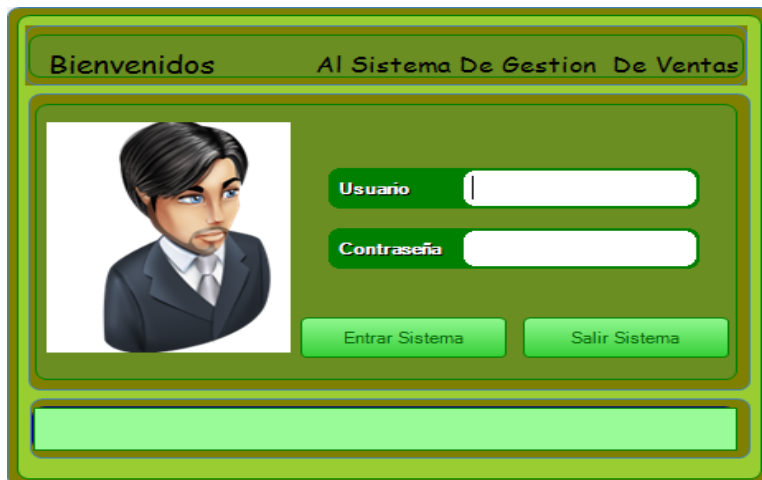 Bienvenidos Al Sistema De Gestion De Ventas
Usuario
Contraseña
Entrar Sistema Salir Sistema